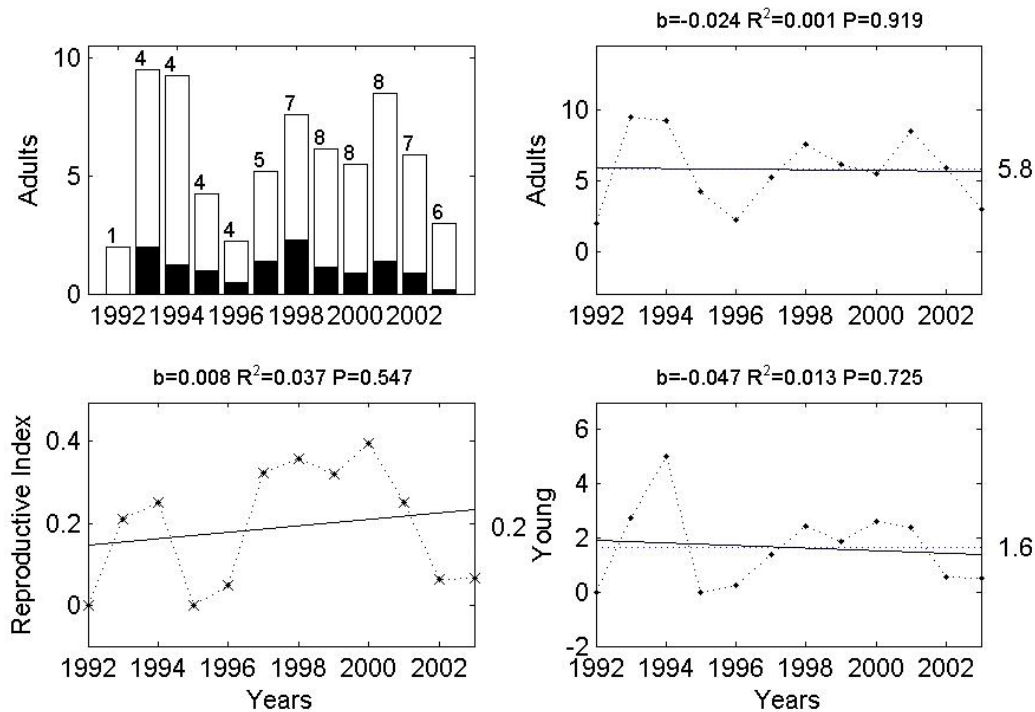 b=-0.024 R²=0.001 P=0.919
10
5
0
Adults
1
4
4
4
4
5
7
8
8
8
7
6
1992 1994 1996 1998 2000 2002
10
5
0
Adults
5.8
1992 1994 1996 1998 2000 2002
b=0.008 R²=0.037 P=0.547
0.4
0.2
0
Reproductive Index
0.2
1992 1994 1996 1998 2000 2002
Years
b=-0.047 R²=0.013 P=0.725
6
4
2
0
-2
Young
1.6
1992 1994 1996 1998 2000 2002
Years